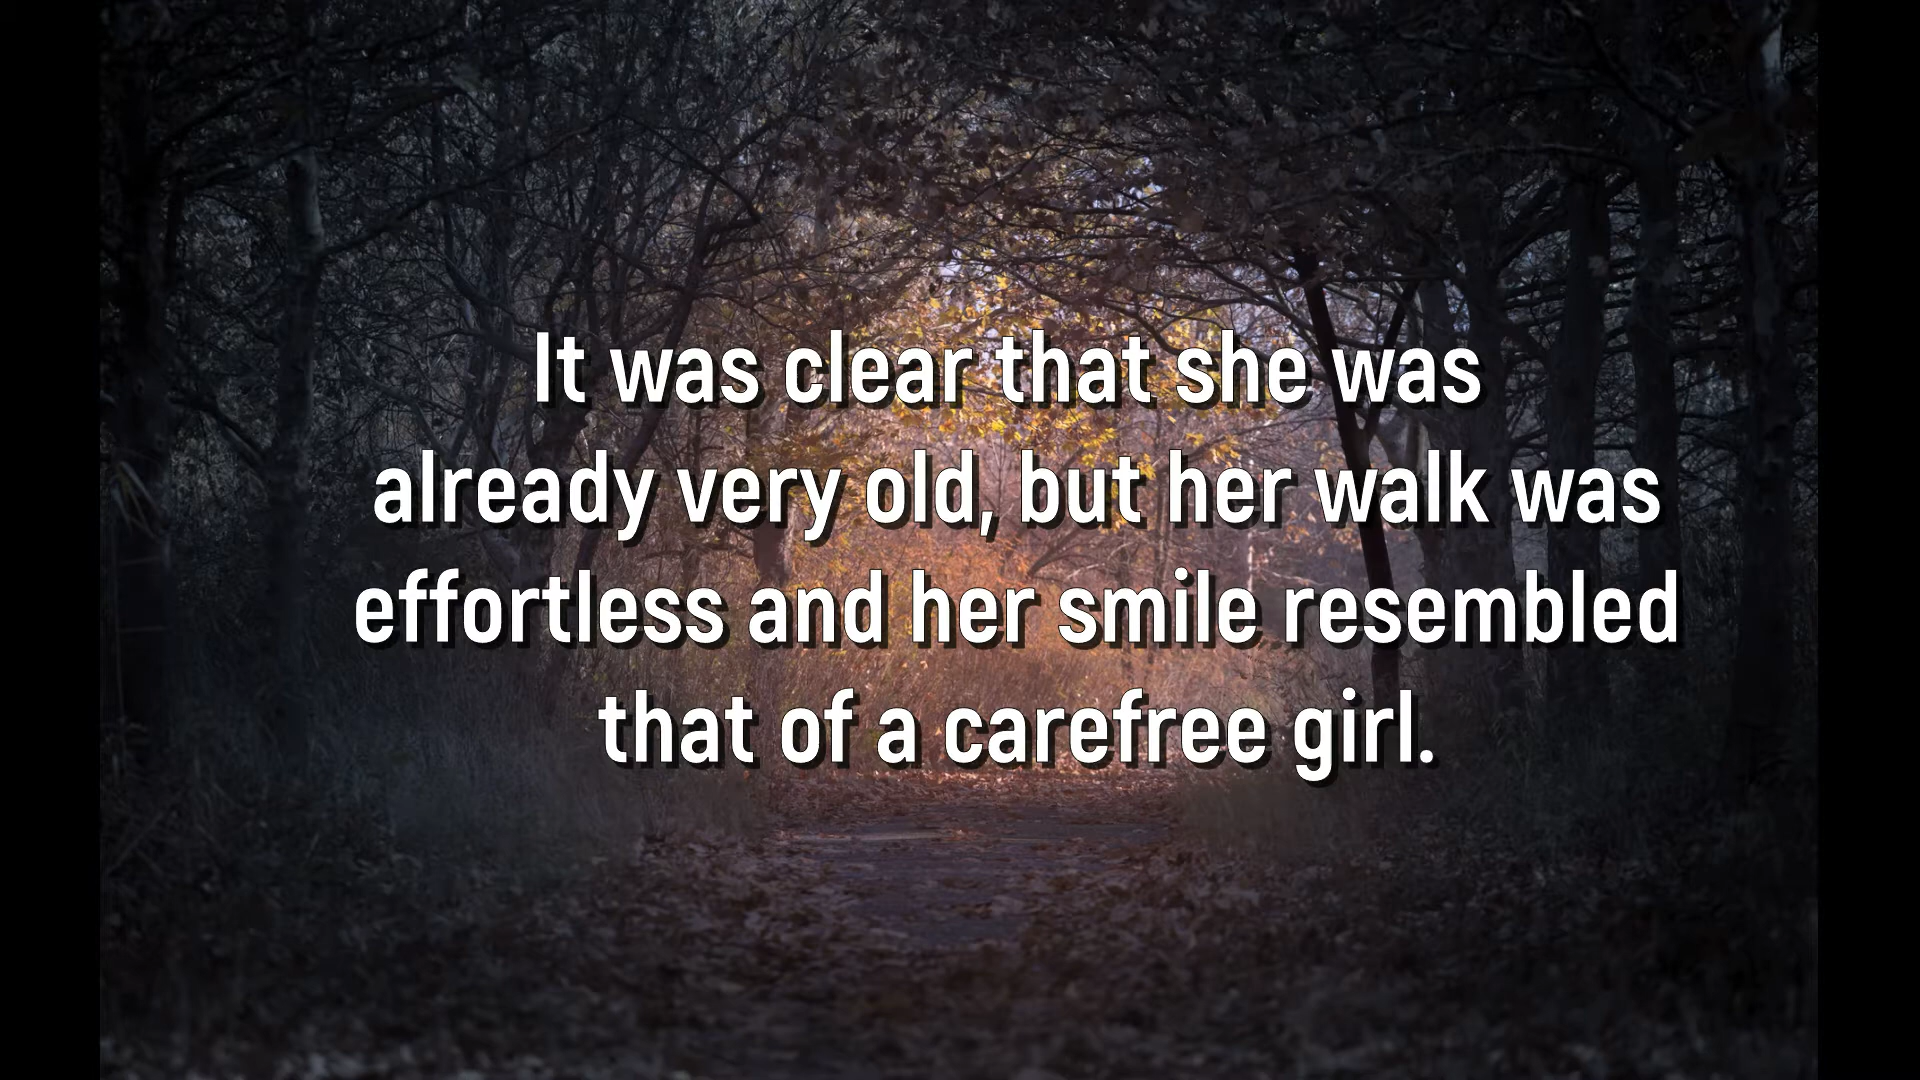 It was clear that she was
already very old, but her walk was
effortless and her smile resembled
that of a carefree girl.